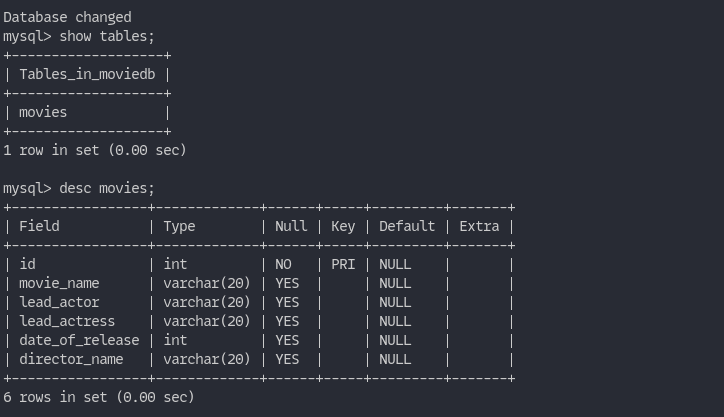 Database changed
mysql> show tables;
+-------------------+
| Tables_in_moviedb |
+-------------------+
| movies            |
+-------------------+
1 row in set (0.00 sec)

mysql> desc movies;
+-----------------+-------------+------+-----+---------+-------+
| Field           | Type        | Null | Key | Default | Extra |
+-----------------+-------------+------+-----+---------+-------+
| id              | int         | NO   | PRI | NULL    |       |
| movie_name      | varchar(20) | YES  |     | NULL    |       |
| lead_actor      | varchar(20) | YES  |     | NULL    |       |
| lead_actress    | varchar(20) | YES  |     | NULL    |       |
| date_of_release | int         | YES  |     | NULL    |       |
| director_name   | varchar(20) | YES  |     | NULL    |       |
+-----------------+-------------+------+-----+---------+-------+
6 rows in set (0.00 sec)